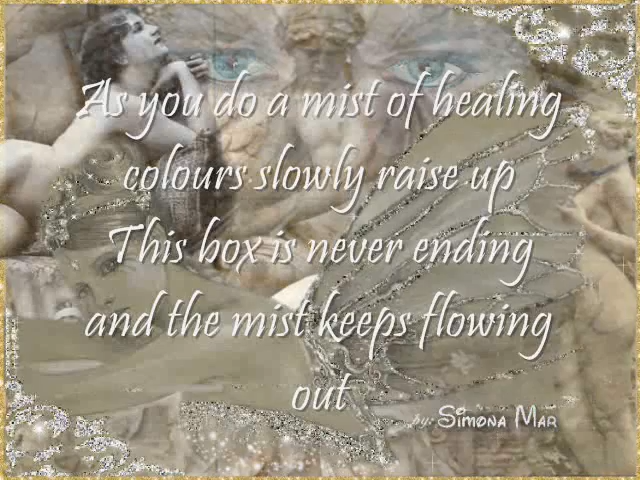 As you do a mist of healing
colours slowly raise up
This box is never ending
and the mist keeps flowing
out
by: Simona Mar